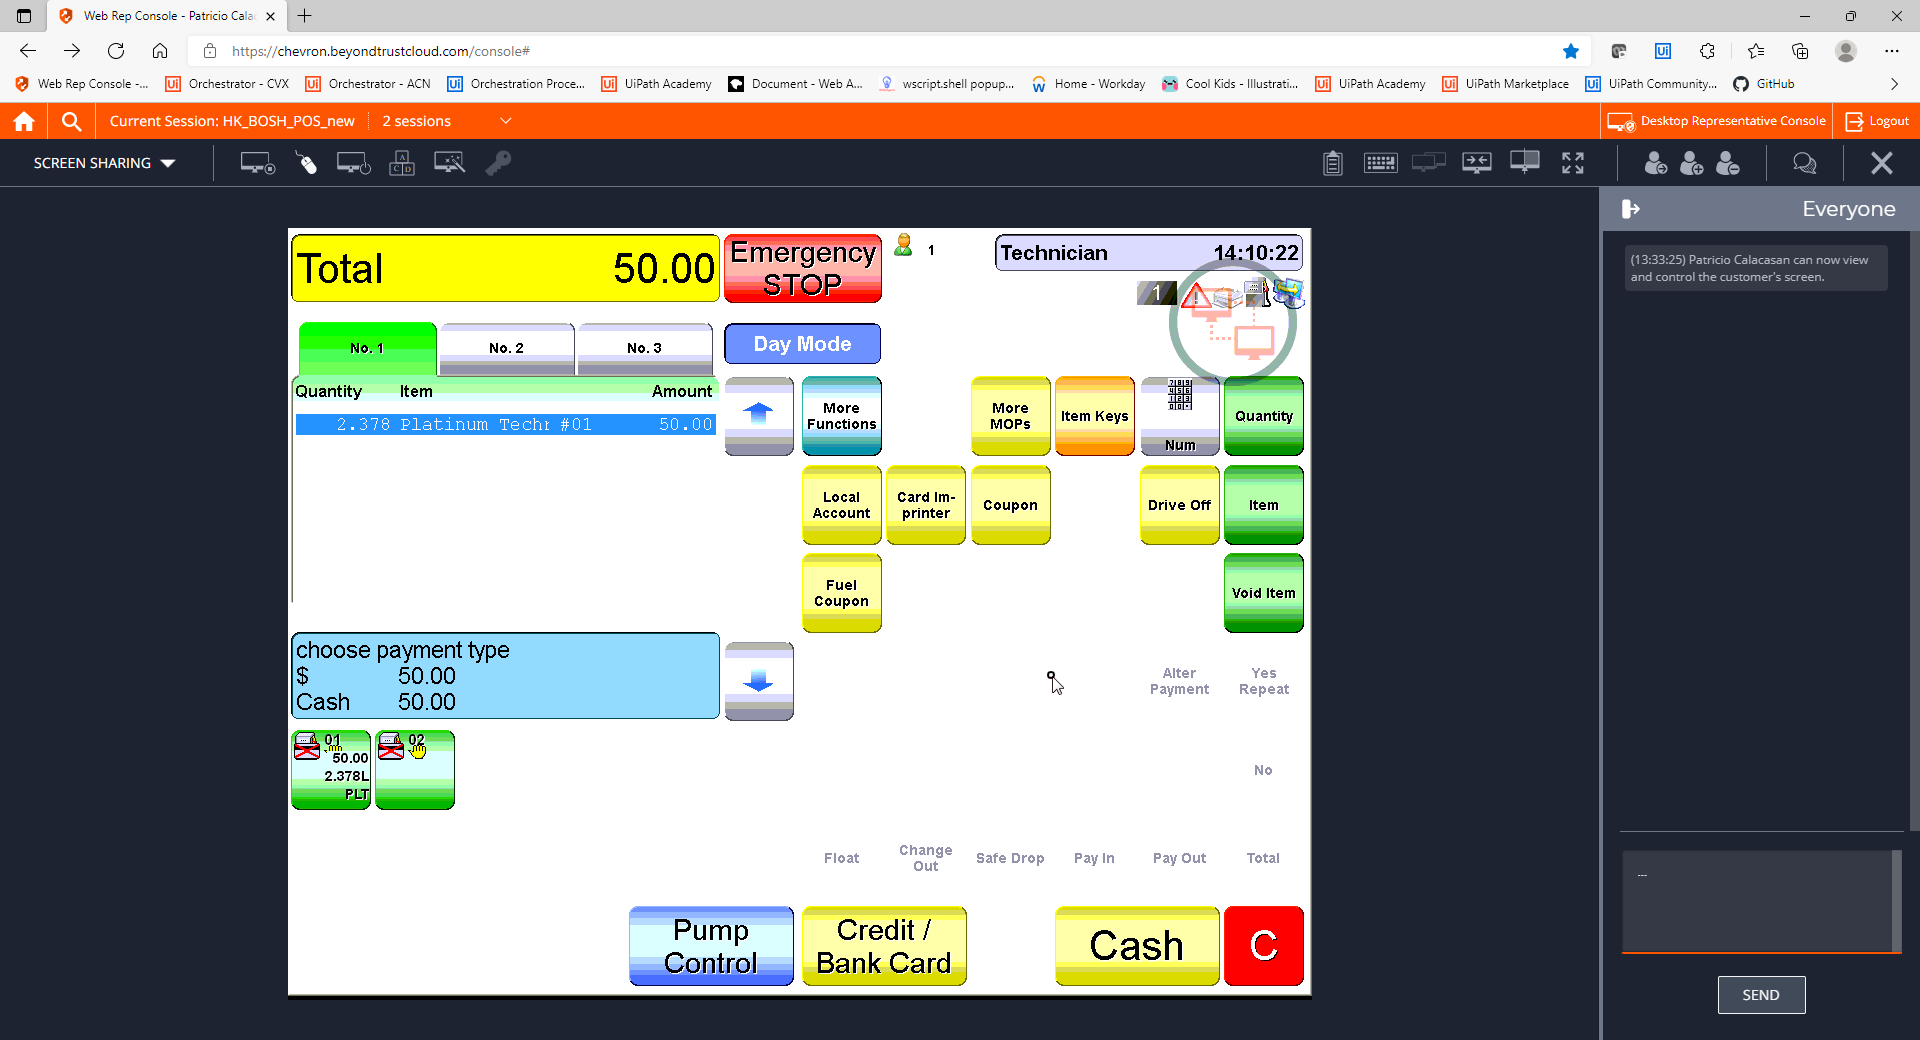 Web Rep Console - Patricio Cala
https://chevron.beyondtrustcloud.com/console#
Web Rep Console -...
Orchestrator - CVX
Orchestrator - ACN
Orchestration Proce...
UiPath Academy
Document - Web A...
wscript.shell popup...
Home - Workday
Cool Kids - Illustrati...
UiPath Academy
UiPath Marketplace
UiPath Community...
GitHub
Current Session: HK_BOSH_POS_new
2 sessions
Desktop Representative Console
Logout
SCREEN SHARING
Everyone
(13:33:25) Patricio Calacasan can now view
and control the customer's screen.
Total 50.00
Emergency
STOP
1
Technician 14:10:22
1
No. 1
No. 2
No. 3
Day Mode
Quantity Item Amount
2.378 Platinum Techr #01 50.00
More
Functions
More
MOPs
Item Keys
Num
Quantity
Local
Account
Card Im-
printer
Coupon
Drive Off
Item
Fuel
Coupon
Void Item
choose payment type
$ 50.00
Cash 50.00
Alter
Payment
Yes
Repeat
01
50.00
2.378L
PLT
02
No
Float
Change
Out
Safe Drop
Pay In
Pay Out
Total
Pump
Control
Credit /
Bank Card
Cash
C
...
SEND